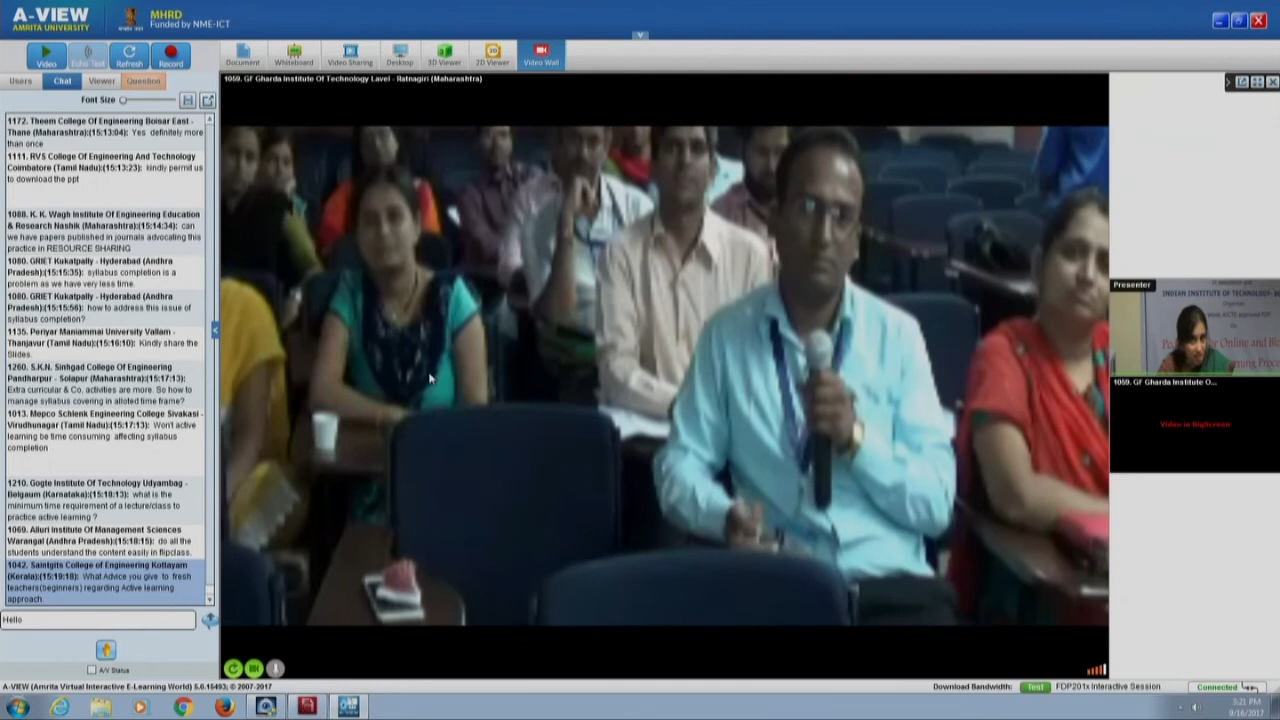 A-VIEW
AMRITA UNIVERSITY
MHRD
Funded by NME-ICT
Video
Echo Test
Refresh
Record
Document
Whiteboard
Video Sharing
Desktop
3D Viewer
2D Viewer
Video Wall
Users
Chat
Viewer
Question
Font Size
1172. Theem College Of Engineering Boisar East -
Thane (Maharashtra):(15:13:04): Yes definitely more
than once
1111. RVS College Of Engineering And Technology
Coimbatore (Tamil Nadu):(15:13:23): kindly permit us
to download the ppt
1088. K. K. Wagh Institute Of Engineering Education
& Research Nashik (Maharashtra):(15:14:34): can
we have papers published in journals advocating this
practice in RESOURCE SHARING
1080. GRIET Kukatpally - Hyderabad (Andhra
Pradesh):(15:15:35): syllabus completion is a
problem as we have very less time.
1080. GRIET Kukatpally - Hyderabad (Andhra
Pradesh):(15:15:56): how to address this issue of
syllabus completion?
1135. Periyar Maniammai University Vallam -
Thanjavur (Tamil Nadu):(15:16:10): Kindly share the
Slides.
1260. S.K.N. Sinhgad College Of Engineering
Pandharpur - Solapur (Maharashtra):(15:17:13):
Extra curricular & Co. activities are more. So how to
manage syllabus covering in alloted time frame?
1013. Mepco Schlenk Engineering College Sivakasi -
Virudhunagar (Tamil Nadu):(15:17:13): Won't active
learning be time consuming affecting syllabus
completion
1210. Gogte Institute Of Technology Udyambag -
Belgaum (Karnataka):(15:18:13): what is the
minimum time requirement of a lecture/class to
practice active learning ?
1069. Alluri Institute Of Management Sciences
Warangal (Andhra Pradesh):(15:18:15): do all the
students understand the content easily in flipclass.
1042. Saintgits College of Engineering Kottayam
(Kerala):(15:19:18): What Advice you give to fresh
teachers(beginners) regarding Active learning
approach.
Hello
A/V Status
1059. GF Gharda Institute Of Technology Lavel - Ratnagiri (Maharashtra)
Presenter
INDIAN INSTITUTE OF TECHNOLOGY
1059. GF Gharda Institute O...
Video in BigScreen
A-VIEW (Amrita Virtual Interactive E-Learning World) 5.0.15493; © 2007-2017
Download Bandwidth:
Test
FDP201x Interactive Session
Connected
3:21 PM
9/16/2017